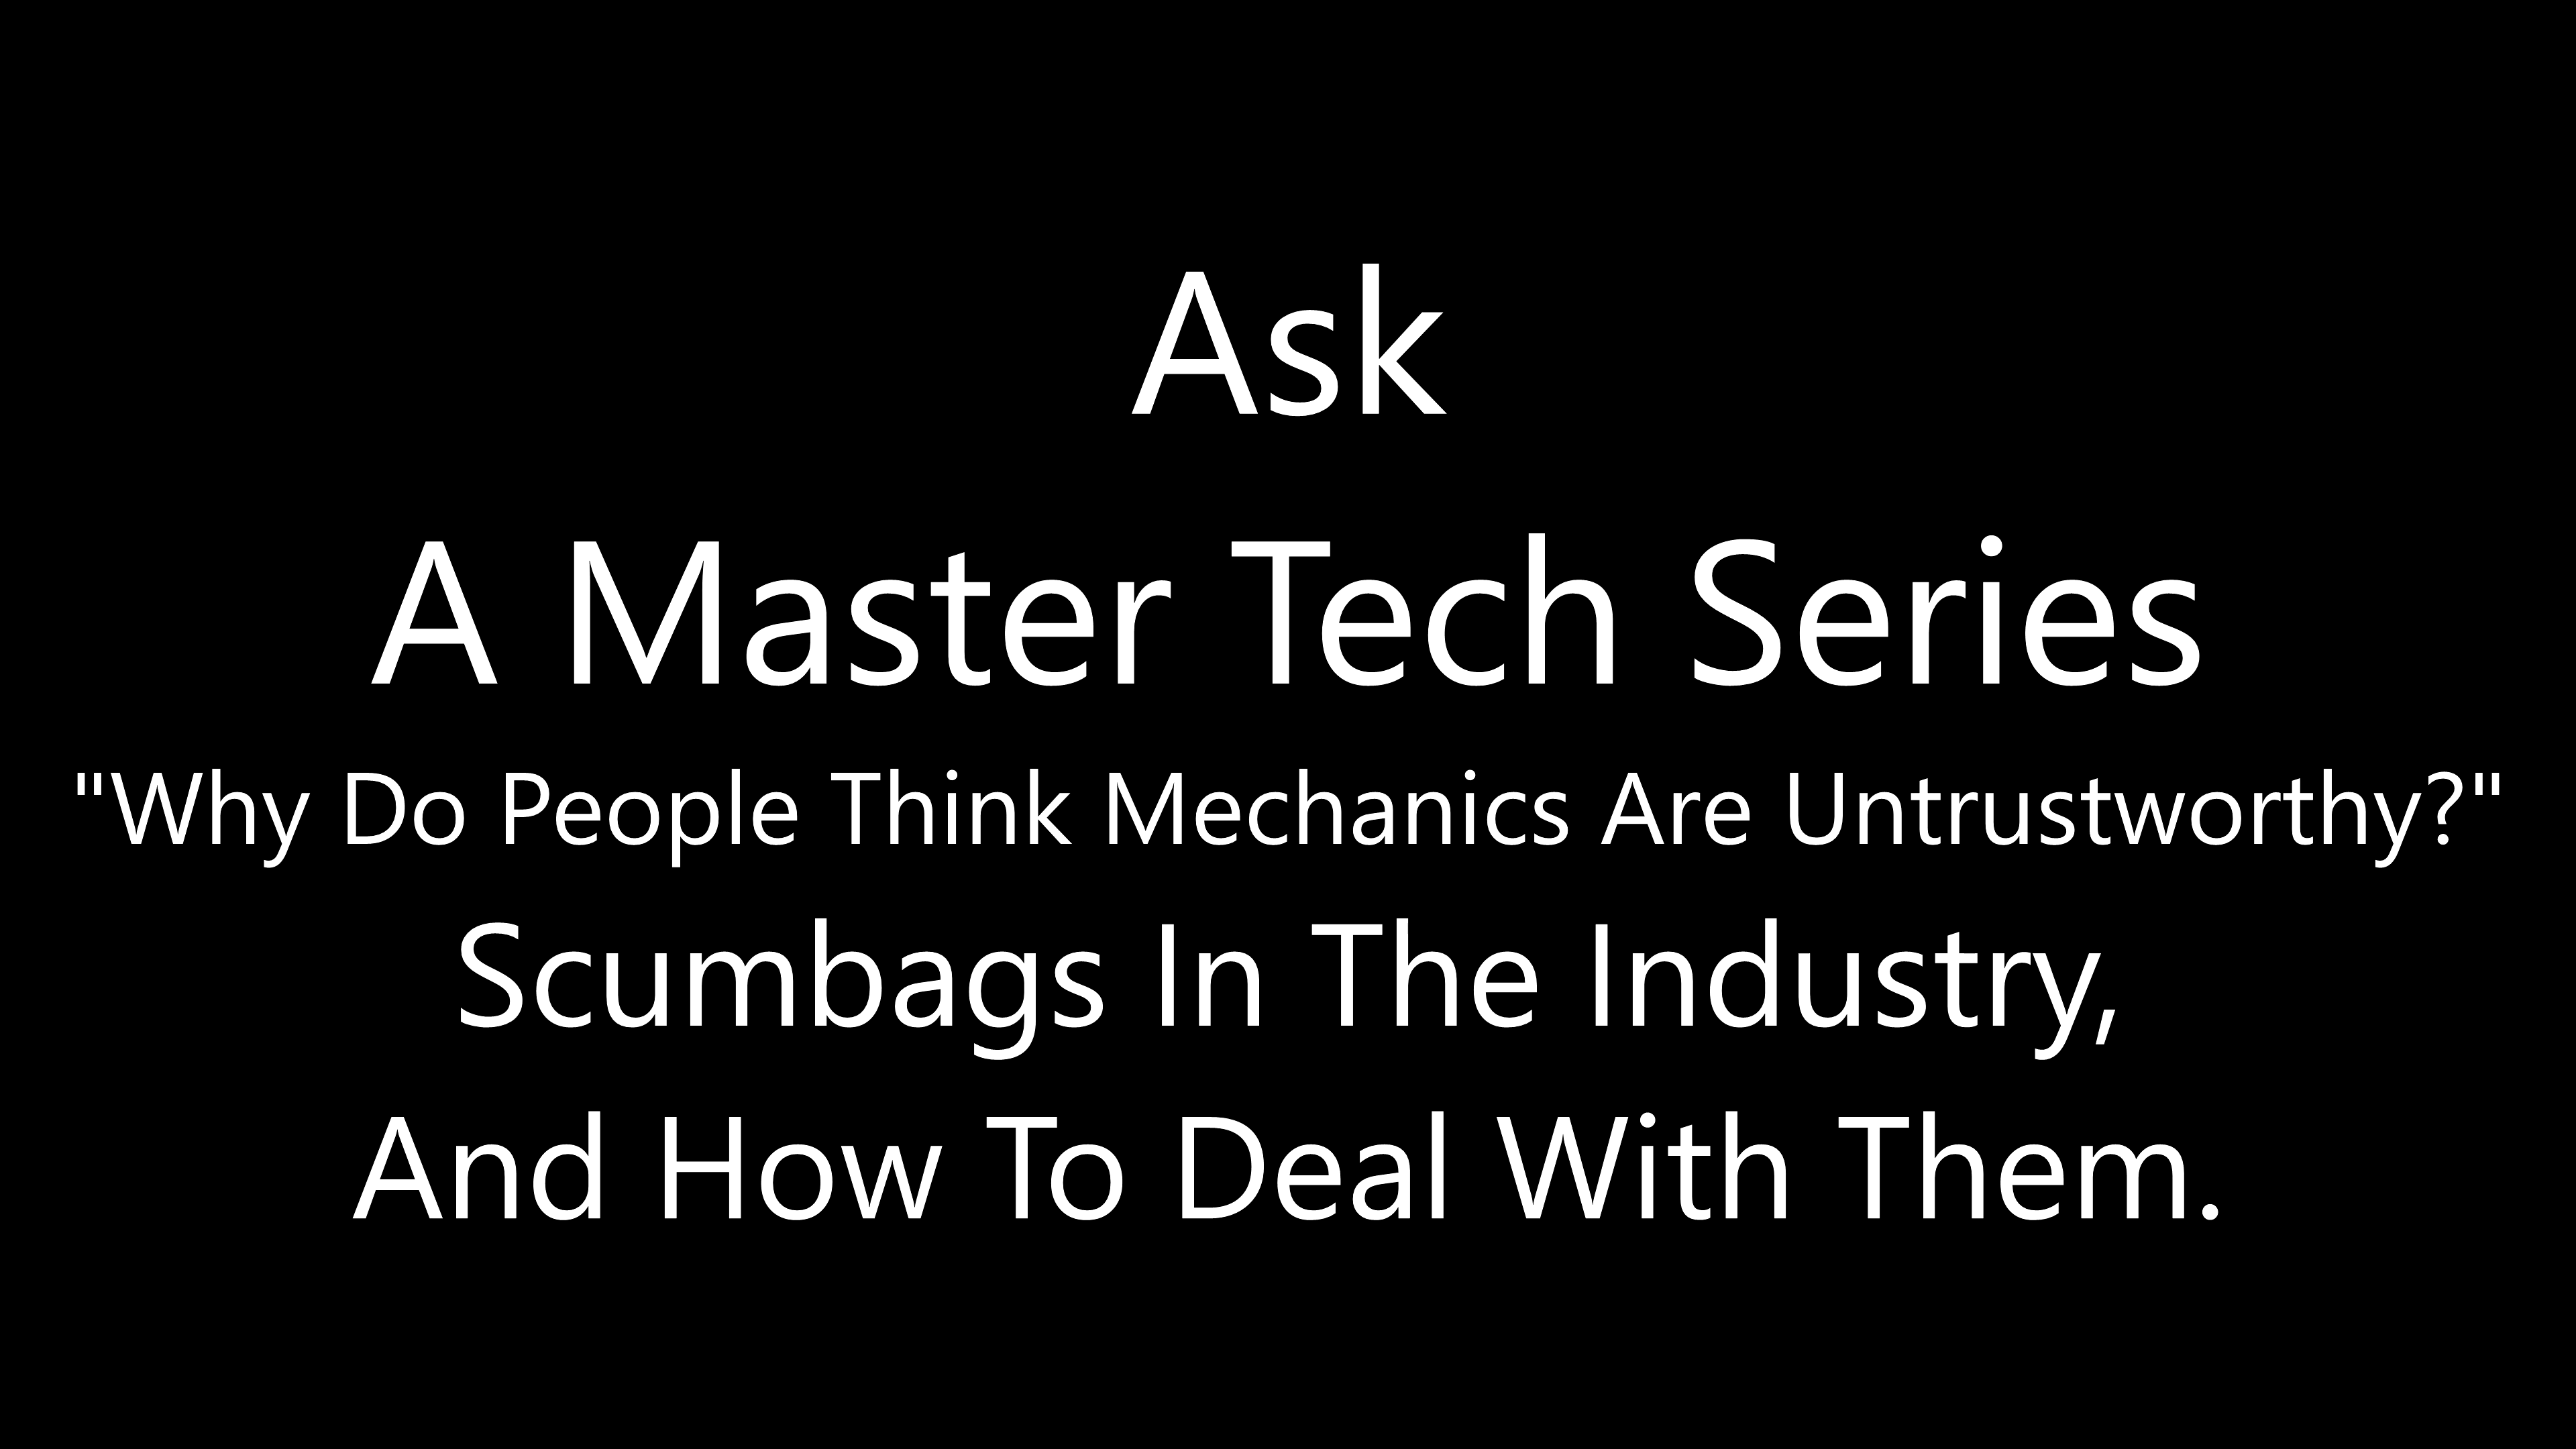 Ask
A Master Tech Series
"Why Do People Think Mechanics Are Untrustworthy?"
Scumbags In The Industry,
And How To Deal With Them.